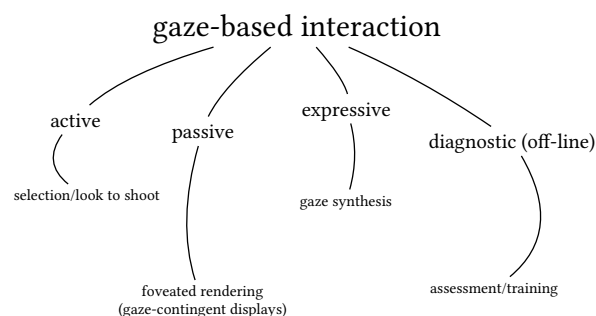 gaze-based interaction
active
passive
expressive
diagnostic (off-line)
selection/look to shoot
gaze synthesis
foveated rendering
(gaze-contingent displays)
assessment/training